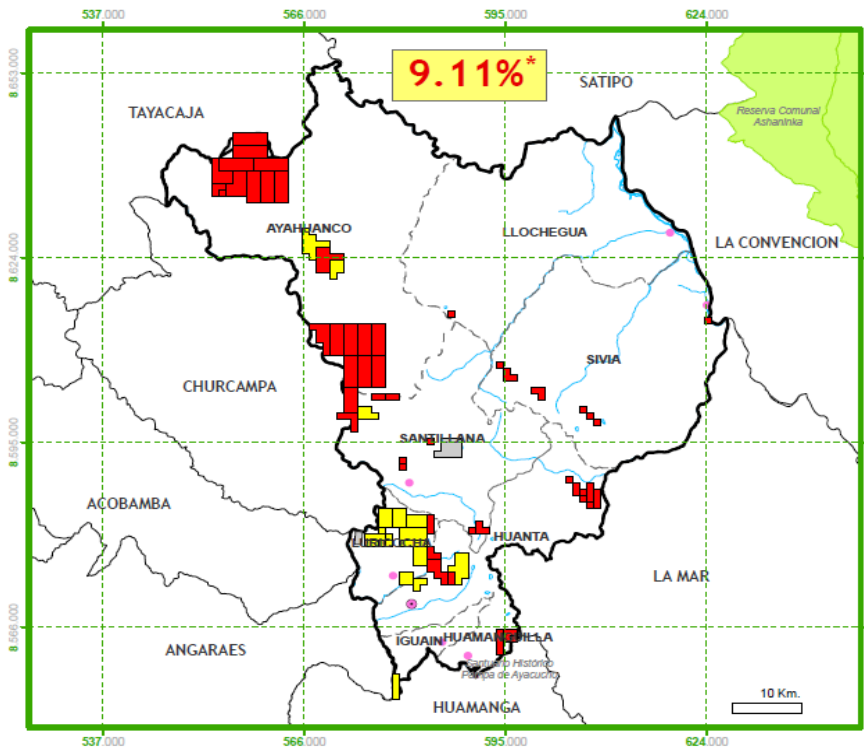 537.000 566.000 595.000 624.000
8 653.000
9.11%*
SATIPO
TAYACAJA
Reserva Comunal
Ashaninka
AYAHUANCO
LLOCHEGUA
LA CONVENCION
8 624.000
SIVIA
CHURCAMPA
SANTILLANA
8 595.000
ACOBAMBA
HUANTA
LURICOCHA
LA MAR
8 566.000
IGUAIN
HUAMANGUILLA
ANGARAES
Santuario Histórico
Pampa de Ayacucho
10 Km.
HUAMANGA
537.000 566.000 595.000 624.000